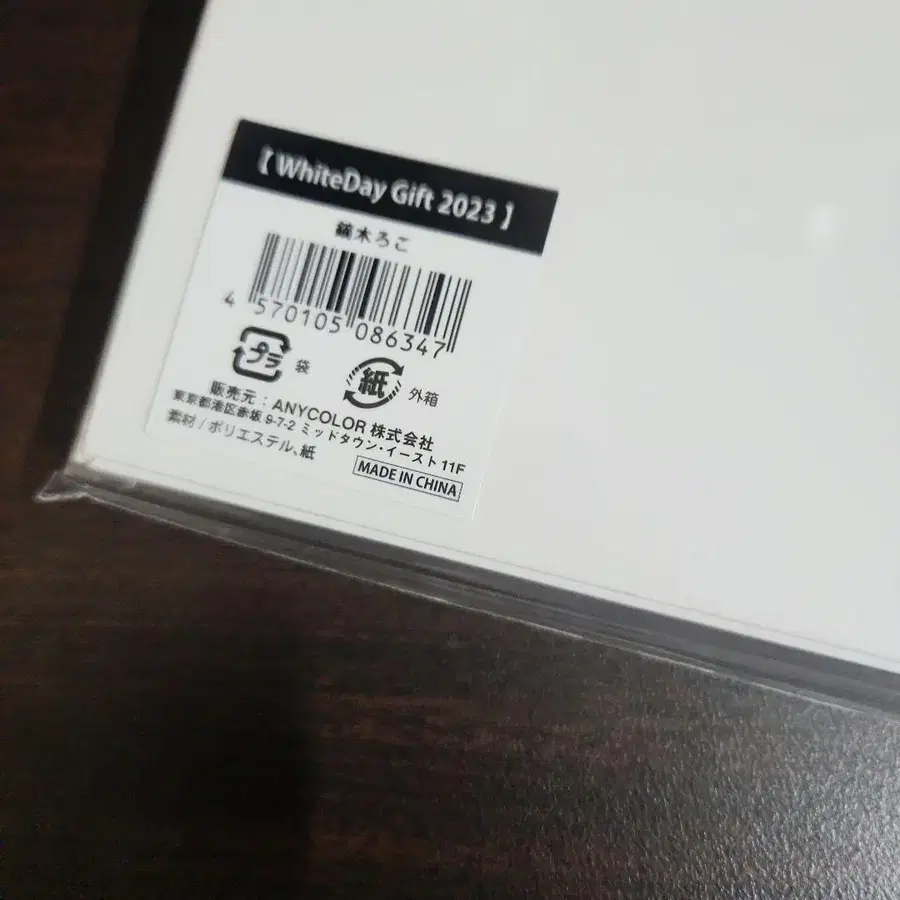 【 WhiteDay Gift 2023 】
鏑木ろこ
4 570105 086347
プラ 袋
紙 外箱
販売元:ANYCOLOR 株式会社
東京都港区赤坂 9-7-2 ミッドタウン・イースト 11F
素材/ポリエステル、紙
MADE IN CHINA